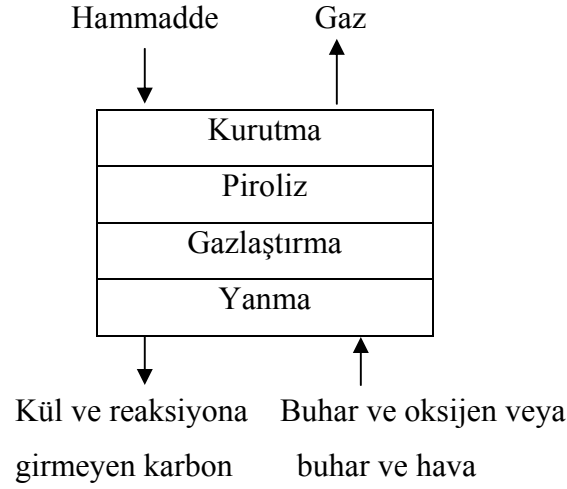 Hammadde Gaz
Kurutma
Piroliz
Gazlaştırma
Yanma
Kül ve reaksiyona Buhar ve oksijen veya
girmeyen karbon buhar ve hava